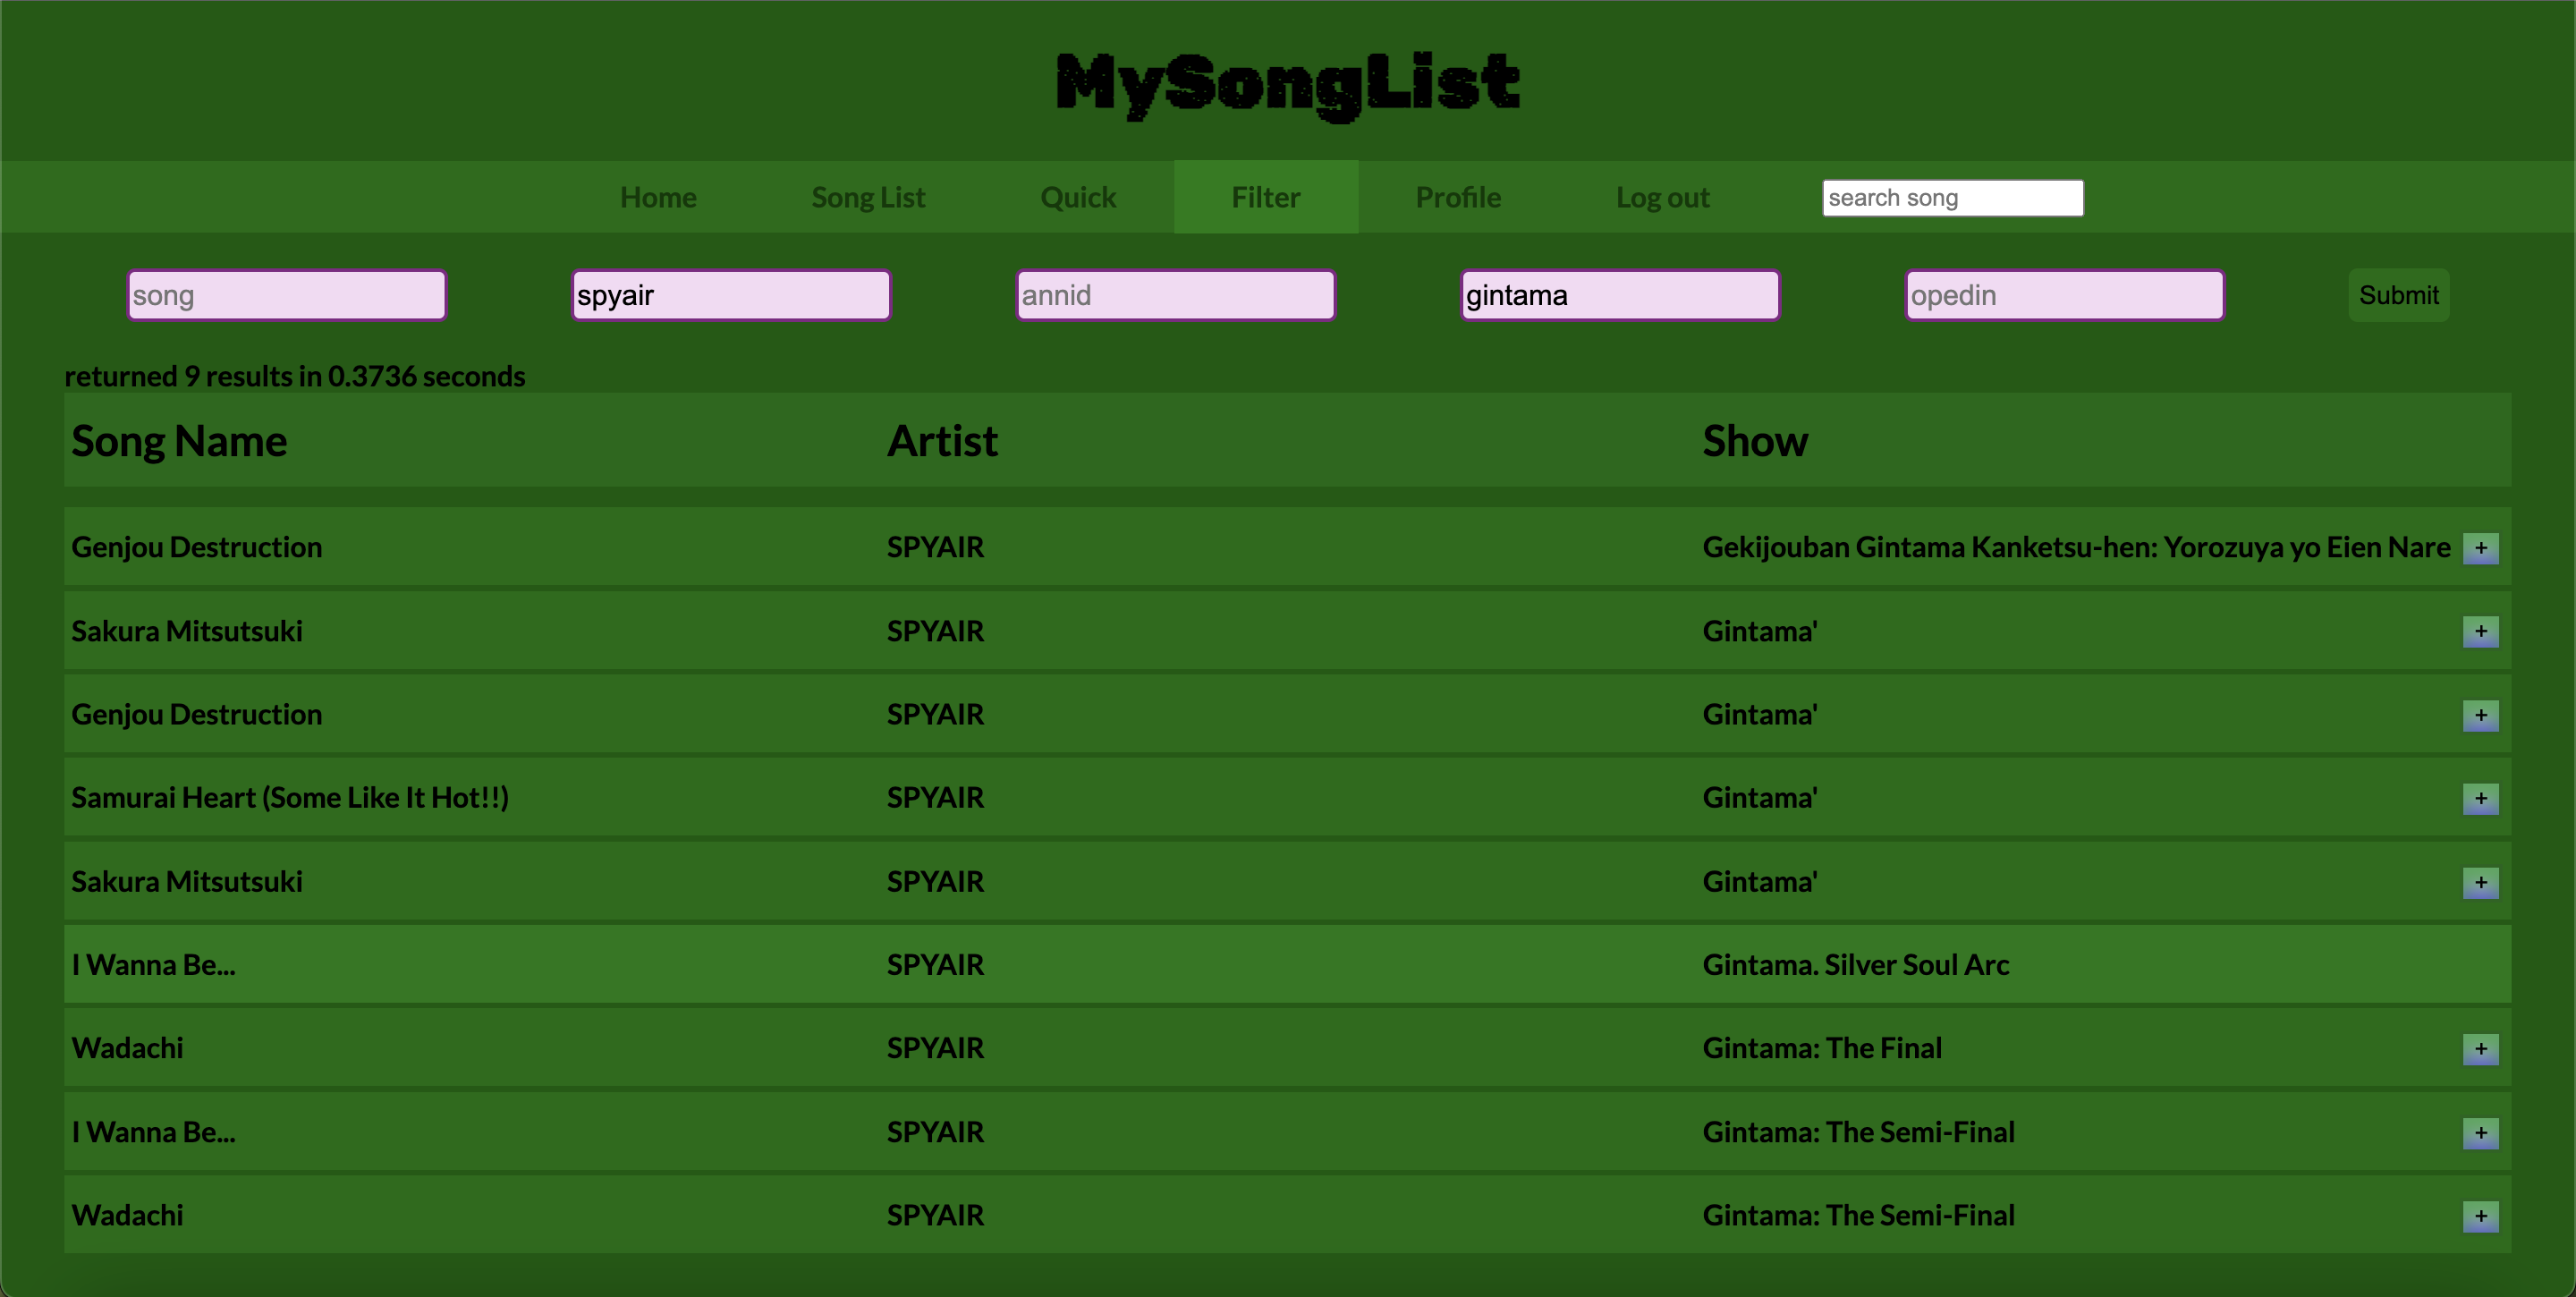 MySongList
Home Song List Quick Filter Profile Log out search song
song spyair annid gintama opedin Submit
returned 9 results in 0.3736 seconds
Song Name Artist Show
Genjou Destruction SPYAIR Gekijouban Gintama Kanketsu-hen: Yorozuya yo Eien Nare +
Sakura Mitsutsuki SPYAIR Gintama' +
Genjou Destruction SPYAIR Gintama' +
Samurai Heart (Some Like It Hot!!) SPYAIR Gintama' +
Sakura Mitsutsuki SPYAIR Gintama' +
I Wanna Be... SPYAIR Gintama. Silver Soul Arc
Wadachi SPYAIR Gintama: The Final +
I Wanna Be... SPYAIR Gintama: The Semi-Final +
Wadachi SPYAIR Gintama: The Semi-Final +